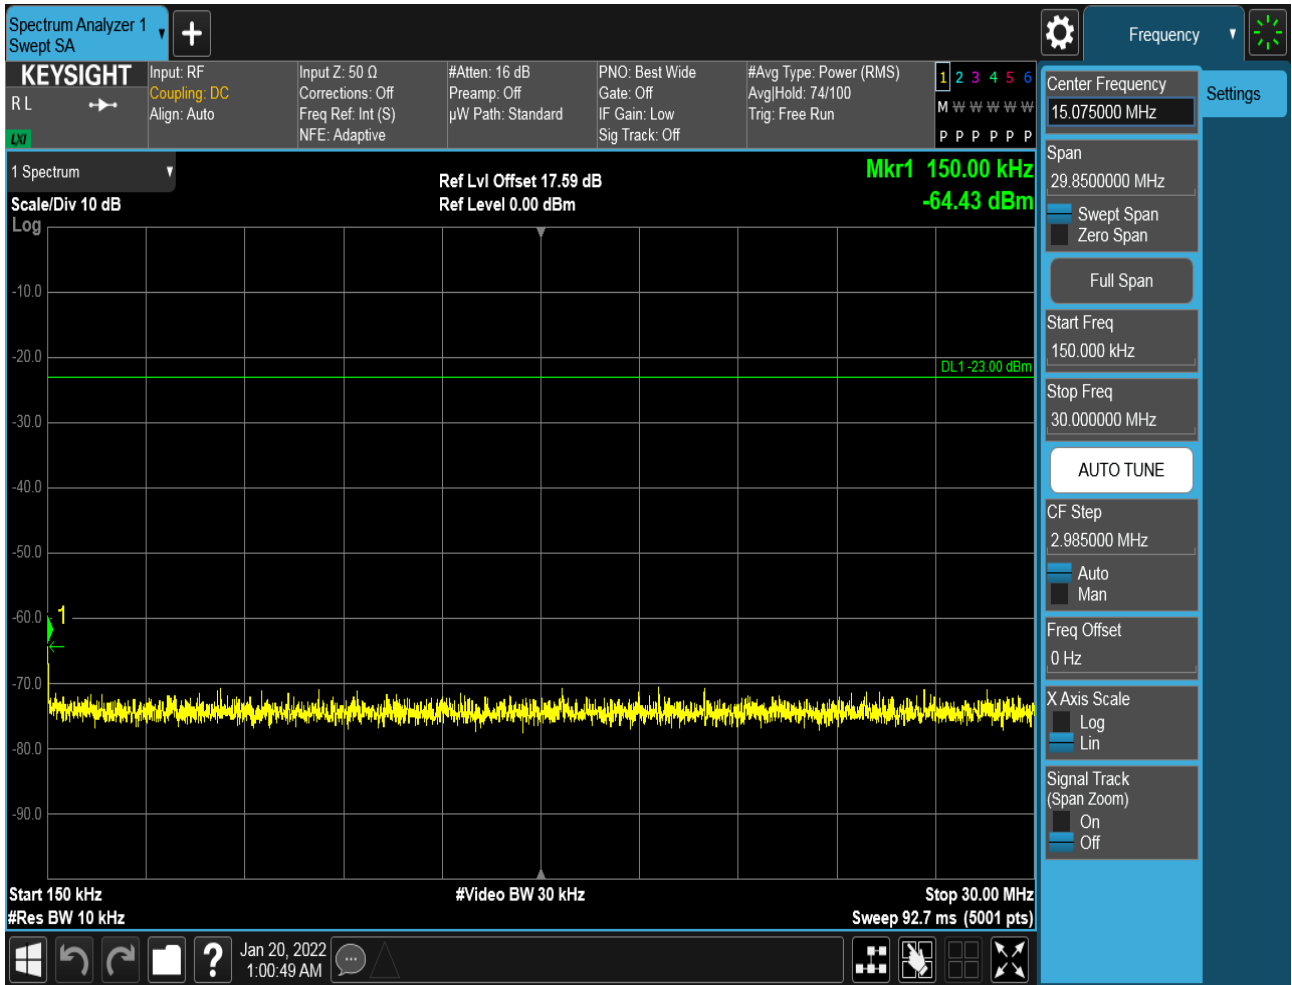 Spectrum Analyzer 1
Swept SA
Frequency
KEYSIGHT
R L
LXI
Input: RF
Coupling: DC
Align: Auto
Input Z: 50 Ω
Corrections: Off
Freq Ref: Int (S)
NFE: Adaptive
#Atten: 16 dB
Preamp: Off
µW Path: Standard
PNO: Best Wide
Gate: Off
IF Gain: Low
Sig Track: Off
#Avg Type: Power (RMS)
Avg|Hold: 74/100
Trig: Free Run
1 2 3 4 5 6
M W W W W W
P P P P P P
1 Spectrum
Scale/Div 10 dB
Log
Ref Lvl Offset 17.59 dB
Ref Level 0.00 dBm
Mkr1 150.00 kHz
-64.43 dBm
-10.0
-20.0
DL1 -23.00 dBm
-30.0
-40.0
-50.0
-60.0
1
-70.0
-80.0
-90.0
Start 150 kHz
#Res BW 10 kHz
#Video BW 30 kHz
Stop 30.00 MHz
Sweep 92.7 ms (5001 pts)
Center Frequency
15.075000 MHz
Settings
Span
29.8500000 MHz
Swept Span
Zero Span
Full Span
Start Freq
150.000 kHz
Stop Freq
30.000000 MHz
AUTO TUNE
CF Step
2.985000 MHz
Auto
Man
Freq Offset
0 Hz
X Axis Scale
Log
Lin
Signal Track
(Span Zoom)
On
Off
?
Jan 20, 2022
1:00:49 AM